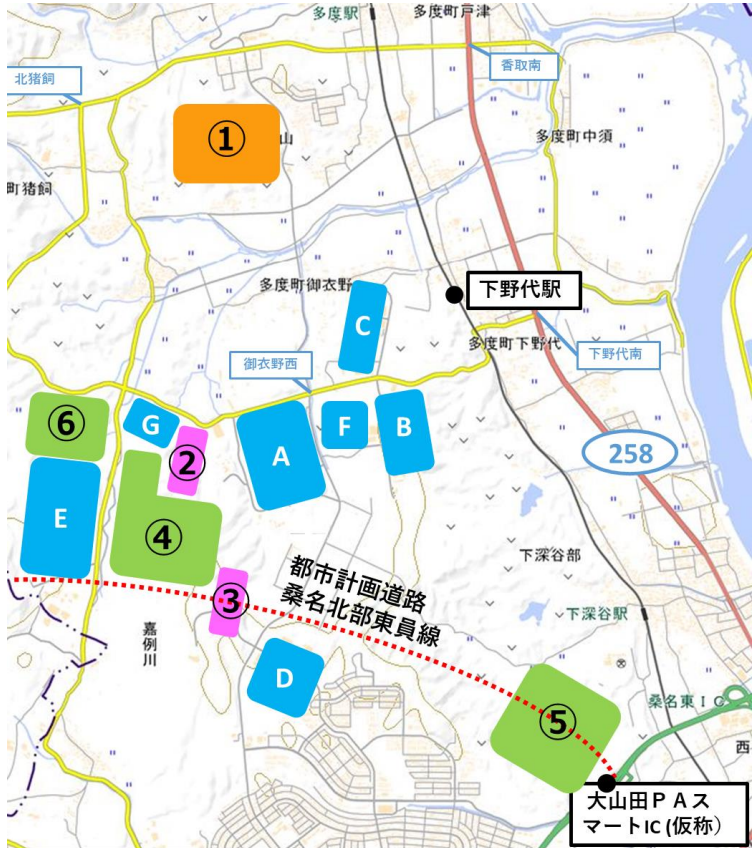 多度駅
多度町戸津
北猪飼
香取南
①
山
多度町中須
町猪飼
多度町御衣野
下野代駅
C
多度町下野代
御衣野西
下野代南
⑥
G
②
A
F
B
258
E
④
下深谷部
都市計画道路
桑名北部東員線
③
下深谷駅
嘉例川
D
桑名東IC
⑤
西
大山田PAス
マートIC(仮称)